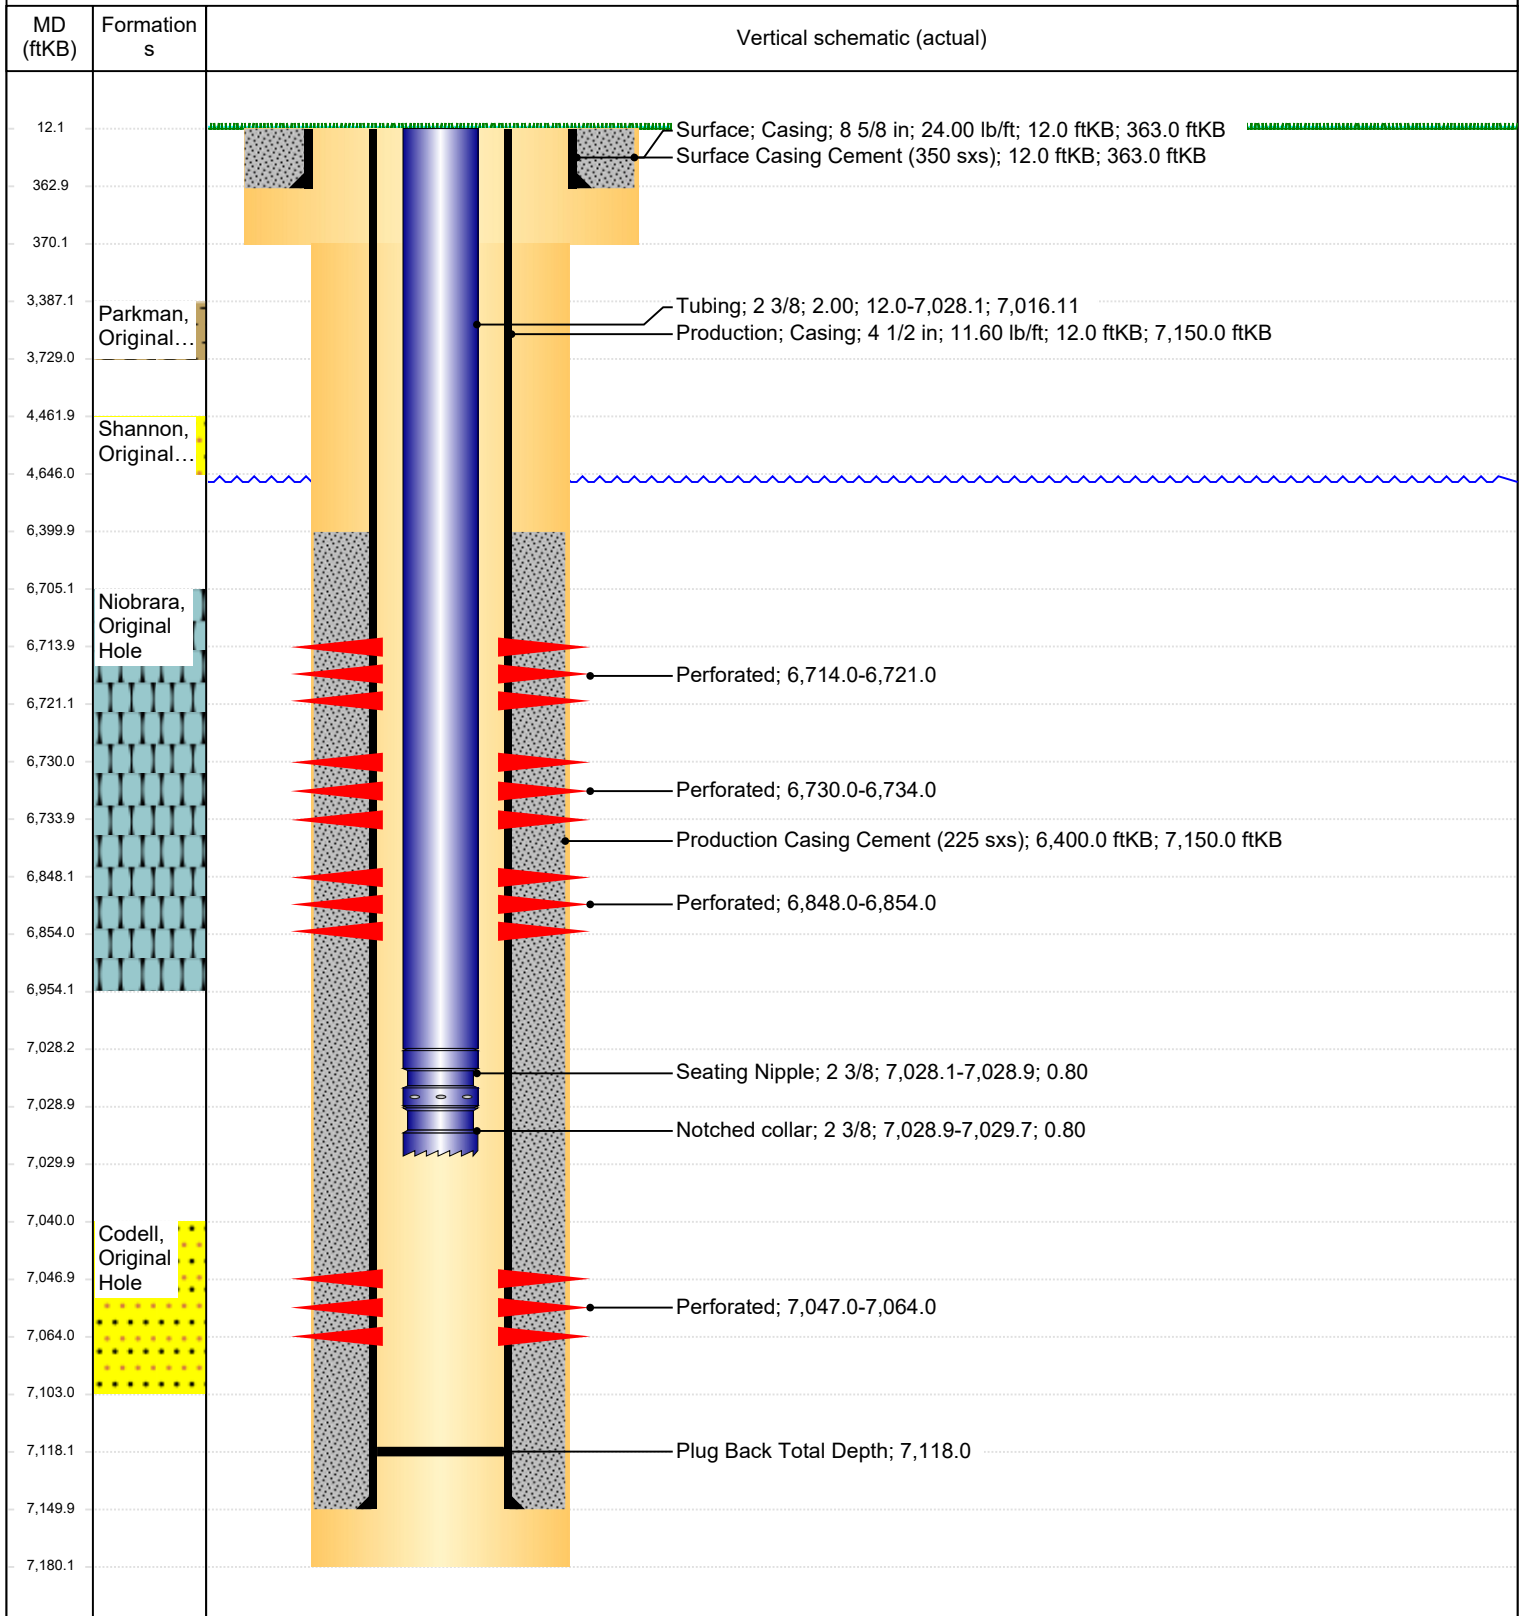 MD
(ftKB)
Formation
s
Vertical schematic (actual)
12.1
Surface; Casing; 8 5/8 in; 24.00 lb/ft; 12.0 ftKB; 363.0 ftKB
Surface Casing Cement (350 sxs); 12.0 ftKB; 363.0 ftKB
362.9
370.1
3,387.1
Parkman,
Original...
Tubing; 2 3/8; 2.00; 12.0-7,028.1; 7,016.11
Production; Casing; 4 1/2 in; 11.60 lb/ft; 12.0 ftKB; 7,150.0 ftKB
3,729.0
4,461.9
Shannon,
Original...
4,646.0
6,399.9
6,705.1
Niobrara,
Original
Hole
6,713.9
Perforated; 6,714.0-6,721.0
6,721.1
6,730.0
Perforated; 6,730.0-6,734.0
6,733.9
Production Casing Cement (225 sxs); 6,400.0 ftKB; 7,150.0 ftKB
6,848.1
Perforated; 6,848.0-6,854.0
6,854.0
6,954.1
7,028.2
Seating Nipple; 2 3/8; 7,028.1-7,028.9; 0.80
7,028.9
Notched collar; 2 3/8; 7,028.9-7,029.7; 0.80
7,029.9
7,040.0
Codell,
Original
Hole
7,046.9
Perforated; 7,047.0-7,064.0
7,064.0
7,103.0
7,118.1
Plug Back Total Depth; 7,118.0
7,149.9
7,180.1